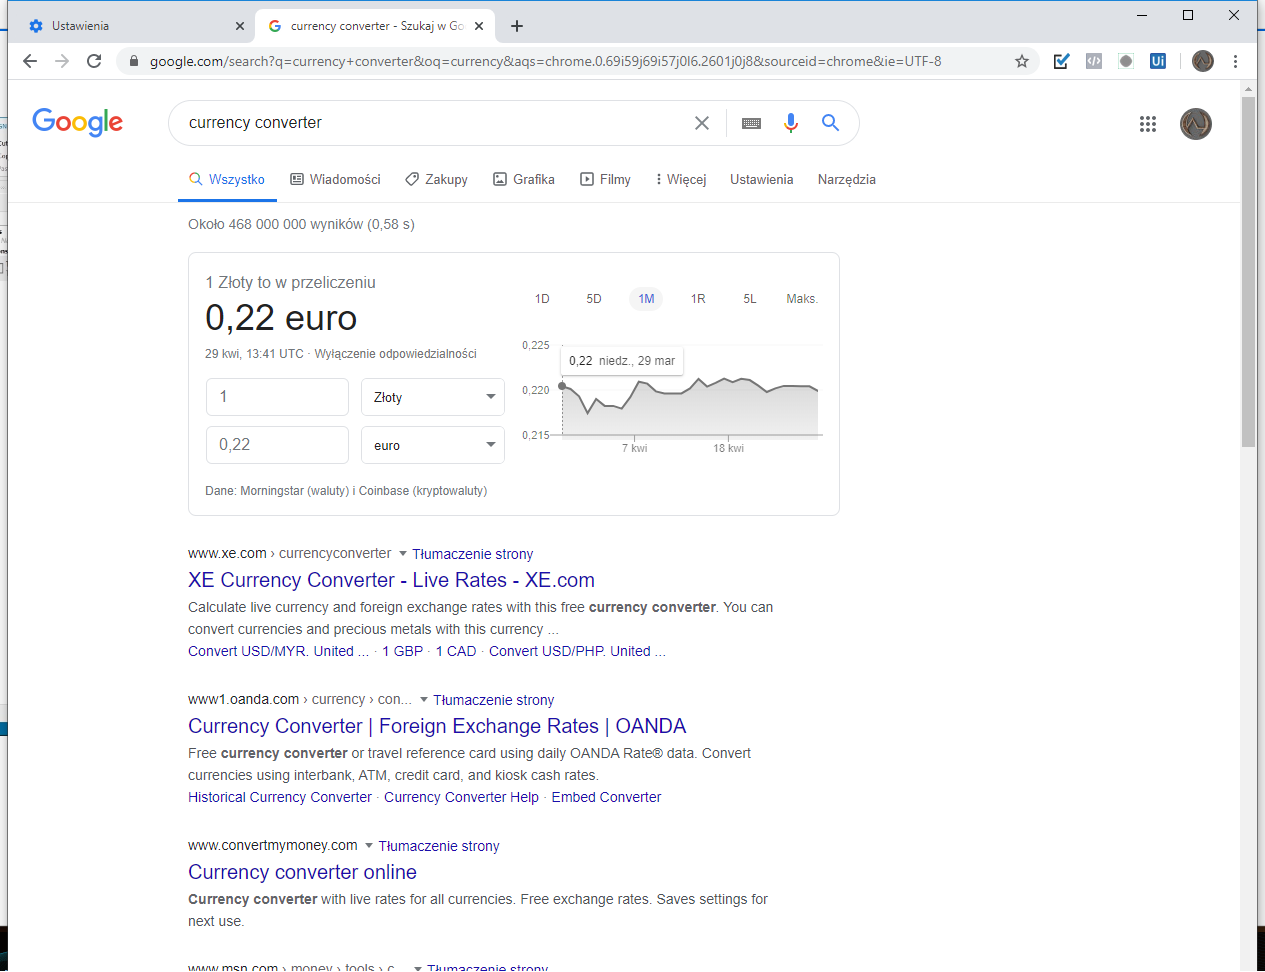 Ustawienia
currency converter - Szukaj w Go
google.com/search?q=currency+converter&oq=currency&aqs=chrome.0.69i59j69i57j0l6.2601j0j8&sourceid=chrome&ie=UTF-8
Ui
Google
currency converter
Wszystko Wiadomości Zakupy Grafika Filmy Więcej Ustawienia Narzędzia
Około 468 000 000 wyników (0,58 s)
1 Złoty to w przeliczeniu
0,22 euro
29 kwi, 13:41 UTC · Wyłączenie odpowiedzialności
1 Złoty
0,22 euro
1D 5D 1M 1R 5L Maks.
0,225
0,22 niedz., 29 mar
0,220
0,215
7 kwi 18 kwi
Dane: Morningstar (waluty) i Coinbase (kryptowaluty)
www.xe.com › currencyconverter Tłumaczenie strony
XE Currency Converter - Live Rates - XE.com
Calculate live currency and foreign exchange rates with this free currency converter. You can
convert currencies and precious metals with this currency ...
Convert USD/MYR. United ... · 1 GBP · 1 CAD · Convert USD/PHP. United ...
www1.oanda.com › currency › con... Tłumaczenie strony
Currency Converter | Foreign Exchange Rates | OANDA
Free currency converter or travel reference card using daily OANDA Rate® data. Convert
currencies using interbank, ATM, credit card, and kiosk cash rates.
Historical Currency Converter · Currency Converter Help · Embed Converter
www.convertmymoney.com Tłumaczenie strony
Currency converter online
Currency converter with live rates for all currencies. Free exchange rates. Saves settings for
next use.
www.msn.com › money › tools › c... Tłumaczenie strony